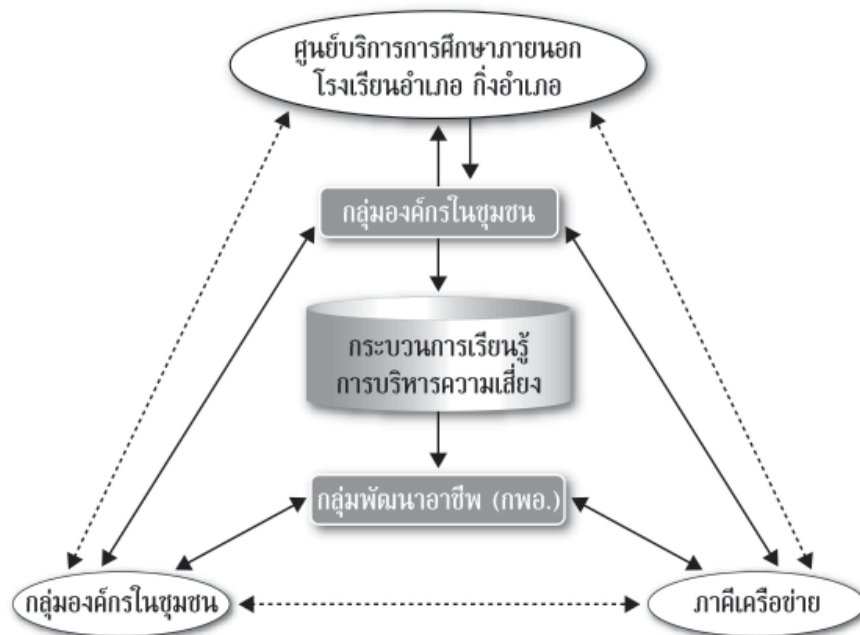 ศูนย์บริการการศึกษาภายนอก
โรงเรียนอำเภอ กิ่งอำเภอ
กลุ่มองค์กรในชุมชน
กระบวนการเรียนรู้
การบริหารความเสี่ยง
กลุ่มพัฒนาอาชีพ (กพอ.)
กลุ่มองค์กรในชุมชน
ภาคีเครือข่าย